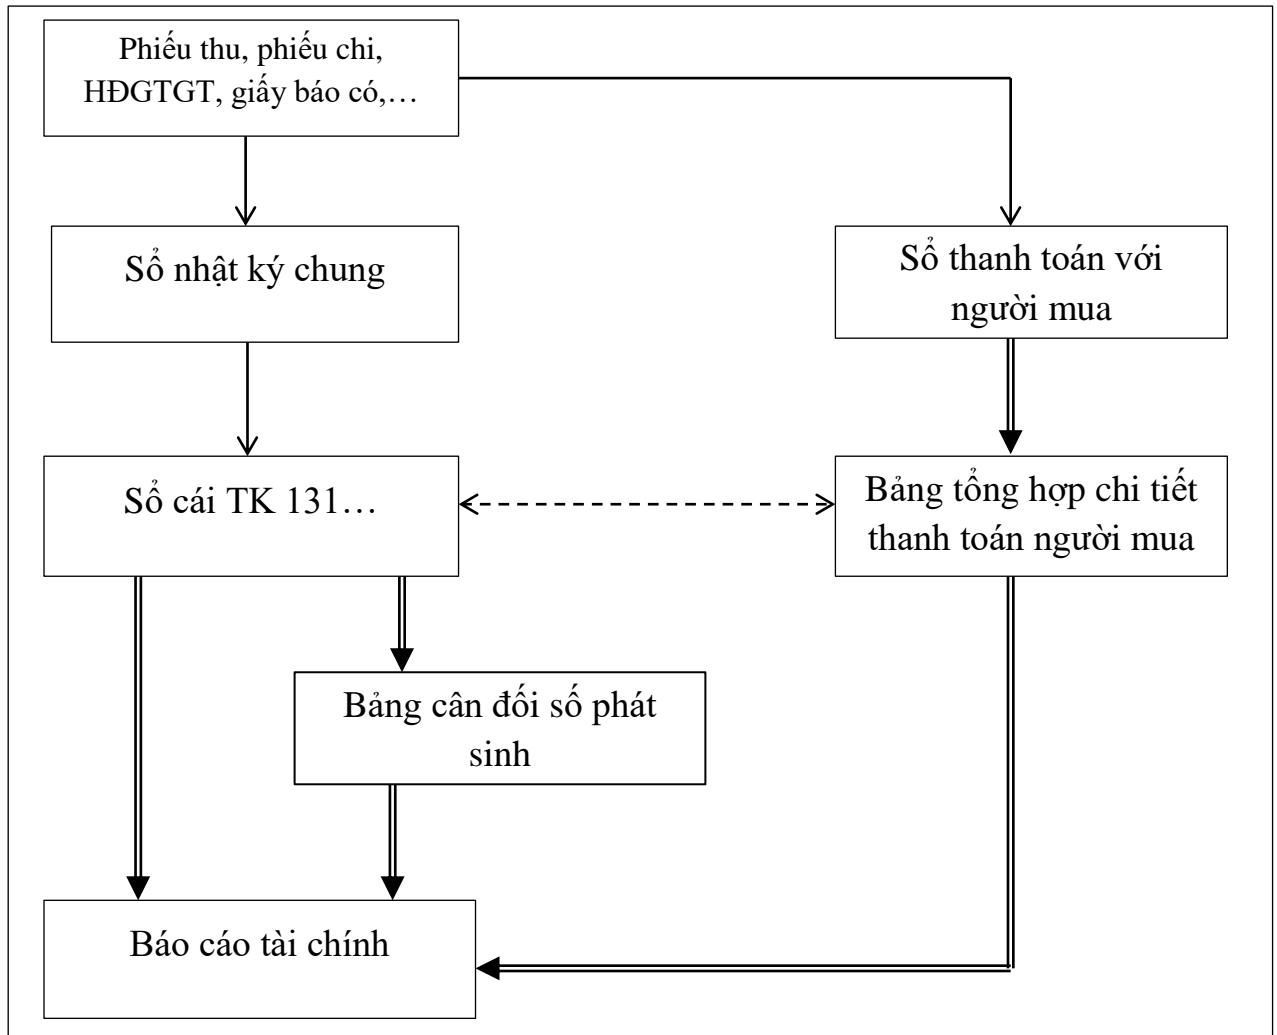 Phiếu thu, phiếu chi,
HĐGTGT, giấy báo có,…
Sổ nhật ký chung
Sổ thanh toán với
người mua
Sổ cái TK 131…
Bảng tổng hợp chi tiết
thanh toán người mua
Bảng cân đối số phát
sinh
Báo cáo tài chính